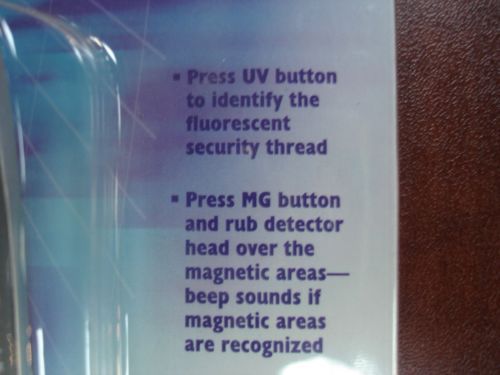 ▪ Press UV button
to identify the
fluorescent
security thread
▪ Press MG button
and rub detector
head over the
magnetic areas—
beep sounds if
magnetic areas
are recognized